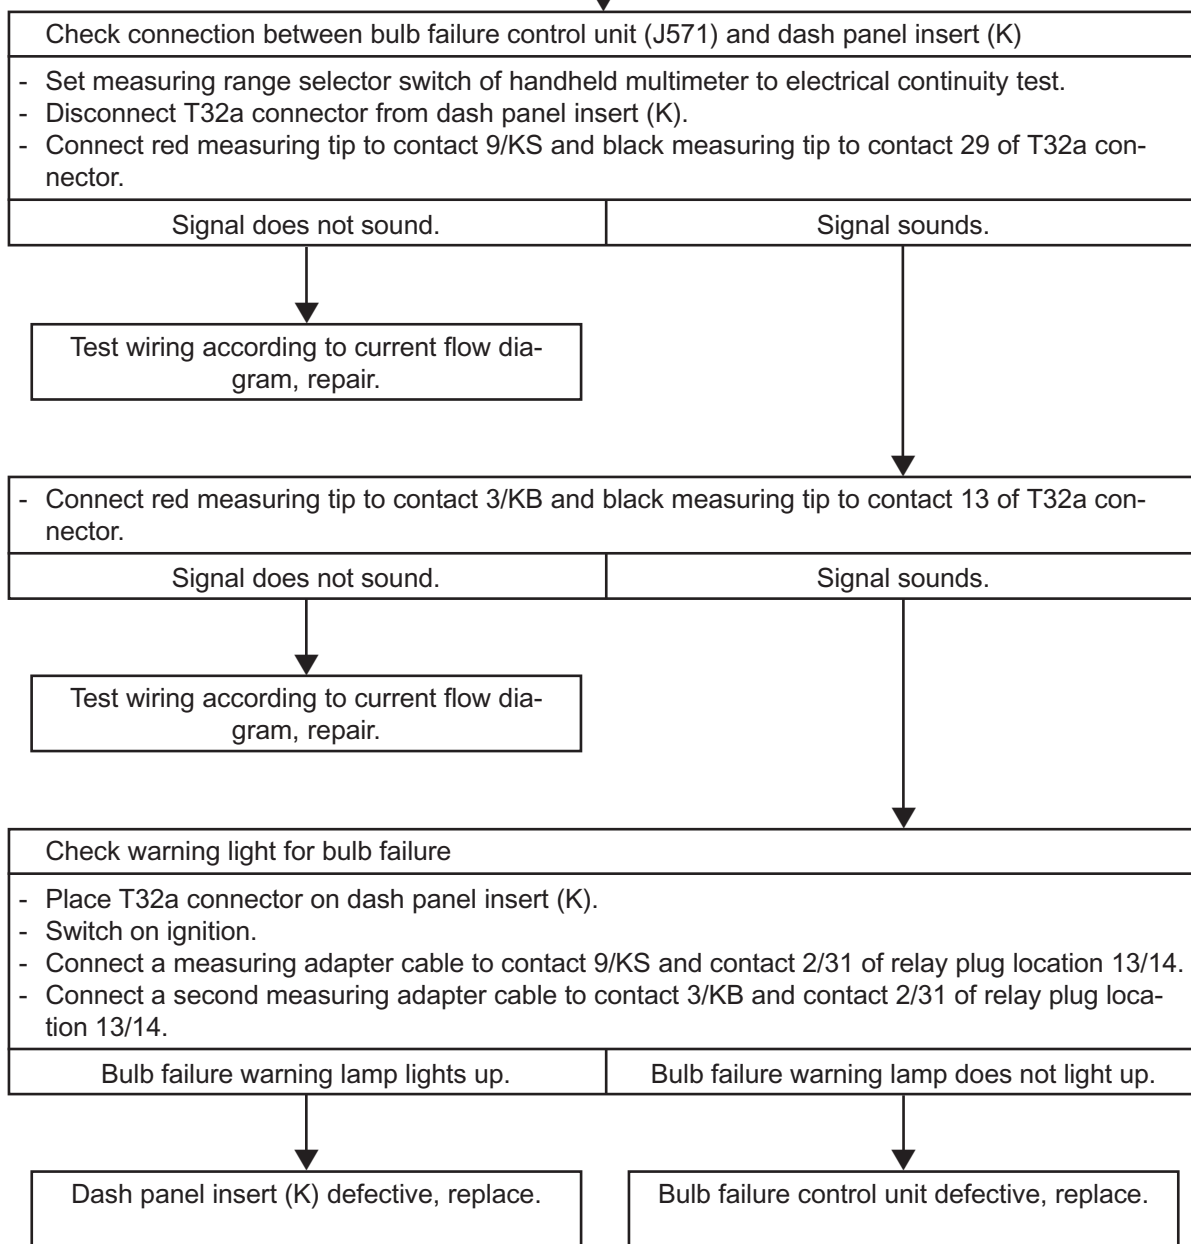 Check connection between bulb failure control unit (J571) and dash panel insert (K)
- Set measuring range selector switch of handheld multimeter to electrical continuity test.
- Disconnect T32a connector from dash panel insert (K).
- Connect red measuring tip to contact 9/KS and black measuring tip to contact 29 of T32a con-
nector.
Signal does not sound.
Signal sounds.
Test wiring according to current flow dia-
gram, repair.
- Connect red measuring tip to contact 3/KB and black measuring tip to contact 13 of T32a con-
nector.
Signal does not sound.
Signal sounds.
Test wiring according to current flow dia-
gram, repair.
Check warning light for bulb failure
- Place T32a connector on dash panel insert (K).
- Switch on ignition.
- Connect a measuring adapter cable to contact 9/KS and contact 2/31 of relay plug location 13/14.
- Connect a second measuring adapter cable to contact 3/KB and contact 2/31 of relay plug loca-
tion 13/14.
Bulb failure warning lamp lights up.
Bulb failure warning lamp does not light up.
Dash panel insert (K) defective, replace.
Bulb failure control unit defective, replace.